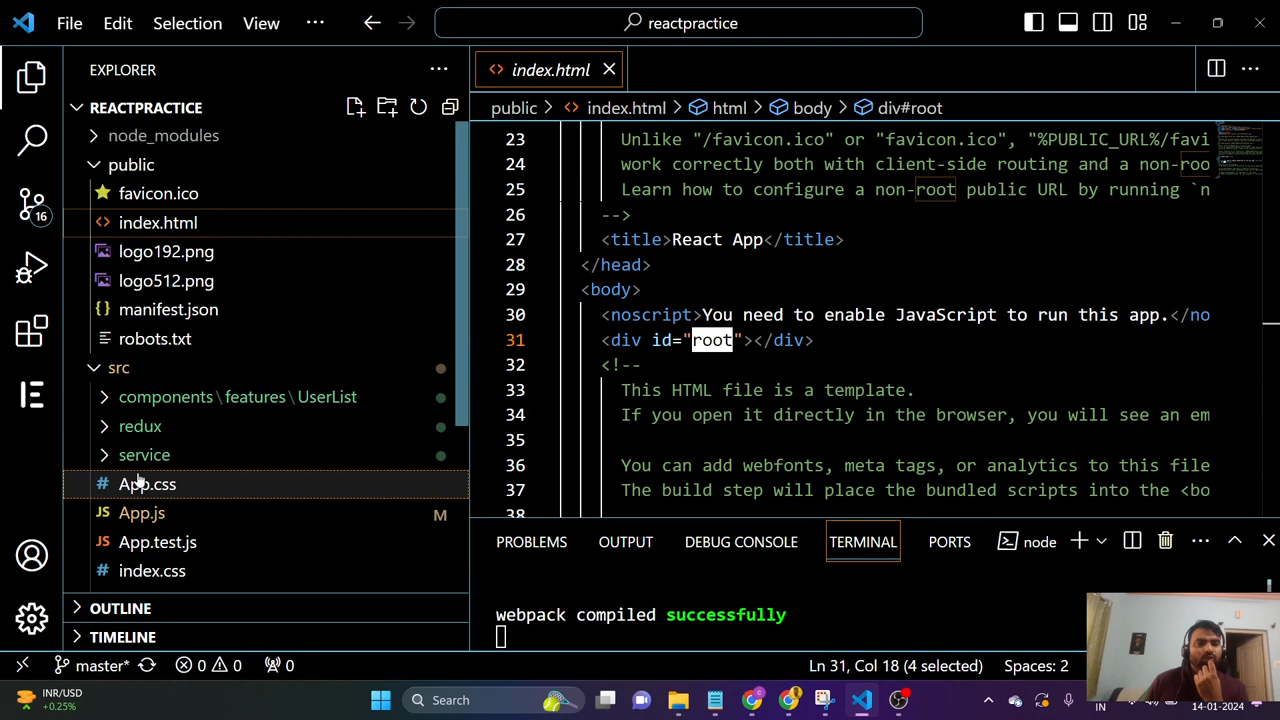 File Edit Selection View ··· reactpractice
EXPLORER ···
REACTPRACTICE
node_modules
public
favicon.ico
index.html
logo192.png
logo512.png
manifest.json
robots.txt
src
components\features\UserList
redux
service
App.css
App.js M
App.test.js
index.css
OUTLINE
TIMELINE
16
index.html
public > index.html > html > body > div#root
23 Unlike "/favicon.ico" or "favicon.ico", "%PUBLIC_URL%/favi
24 work correctly both with client-side routing and a non-roo
25 Learn how to configure a non-root public URL by running `n
26 -->
27 <title>React App</title>
28 </head>
29 <body>
30 <noscript>You need to enable JavaScript to run this app.</no
31 <div id="root"></div>
32 <!--
33 This HTML file is a template.
34 If you open it directly in the browser, you will see an em
35
36 You can add webfonts, meta tags, or analytics to this file
37 The build step will place the bundled scripts into the <bo
38
PROBLEMS OUTPUT DEBUG CONSOLE TERMINAL PORTS node
webpack compiled successfully
master* 0 0 0 Ln 31, Col 18 (4 selected) Spaces: 2
INR/USD
+0.25%
Search
IN
14-01-2024